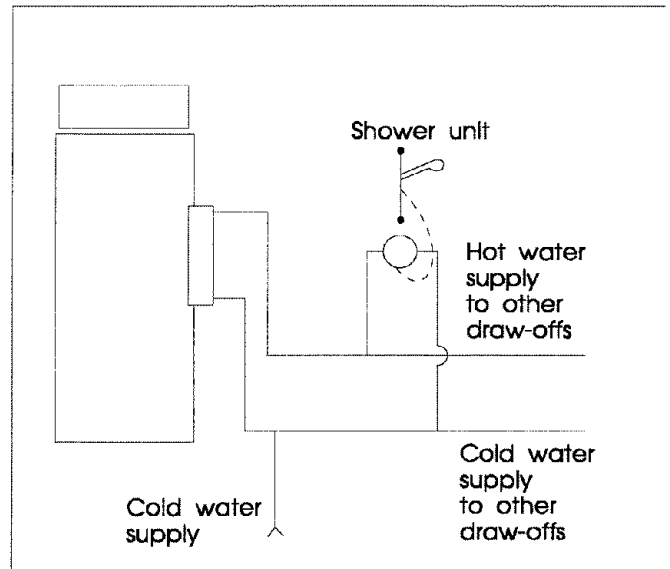 Shower unit
Hot water
supply
to other
draw-offs
Cold water
supply
to other
draw-offs
Cold water
supply